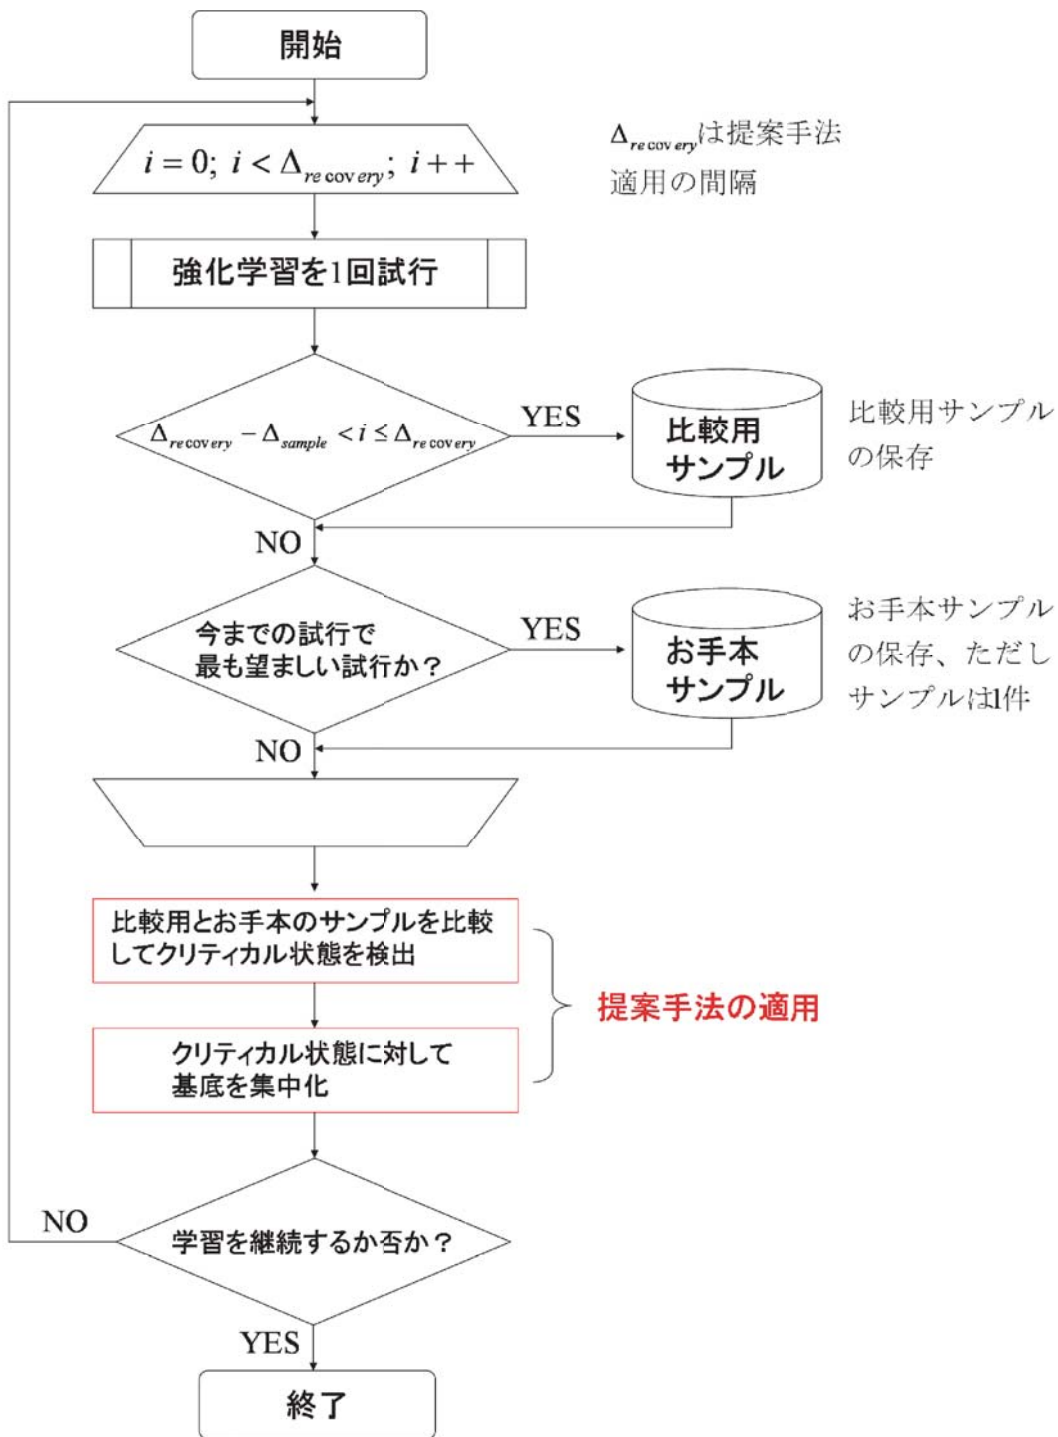 開始
i = 0; i < Δrecovery; i + +
Δrecoveryは提案手法
適用の間隔
強化学習を1回試行
Δrecovery − Δsample < i ≤ Δrecovery
YES
比較用
サンプル
比較用サンプル
の保存
NO
今までの試行で
最も望ましい試行か？
YES
お手本
サンプル
お手本サンプル
の保存、ただし
サンプルは1件
NO
比較用とお手本のサンプルを比較
してクリティカル状態を検出
提案手法の適用
クリティカル状態に対して
基底を集中化
NO
学習を継続するか否か？
YES
終了